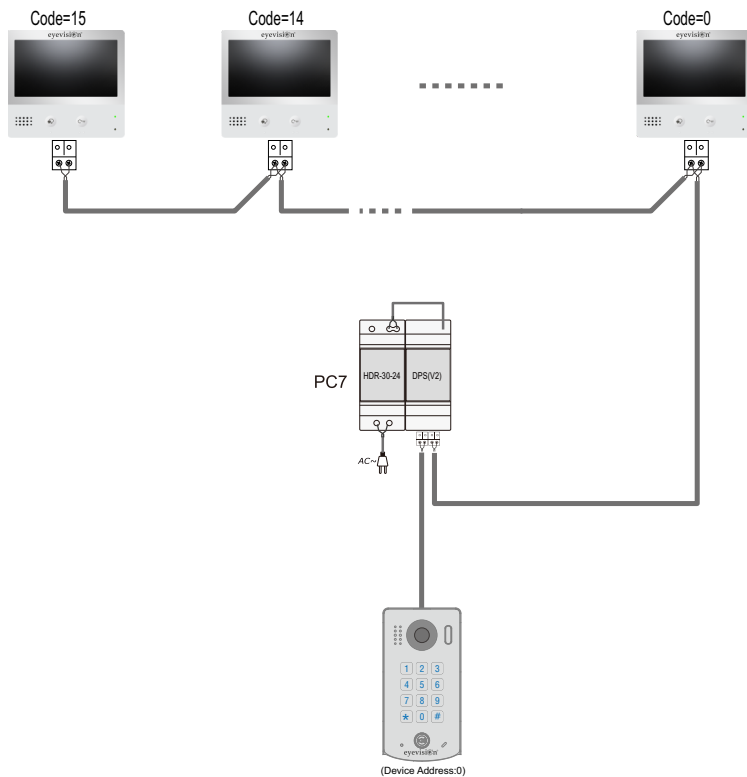 Code=15
Code=14
Code=0
eyevision
eyevision
eyevision
PC7
HDR-30-24
DPS(V2)
AC~
1 2 3
4 5 6
7 8 9
* 0 #
eyevision
(Device Address:0)